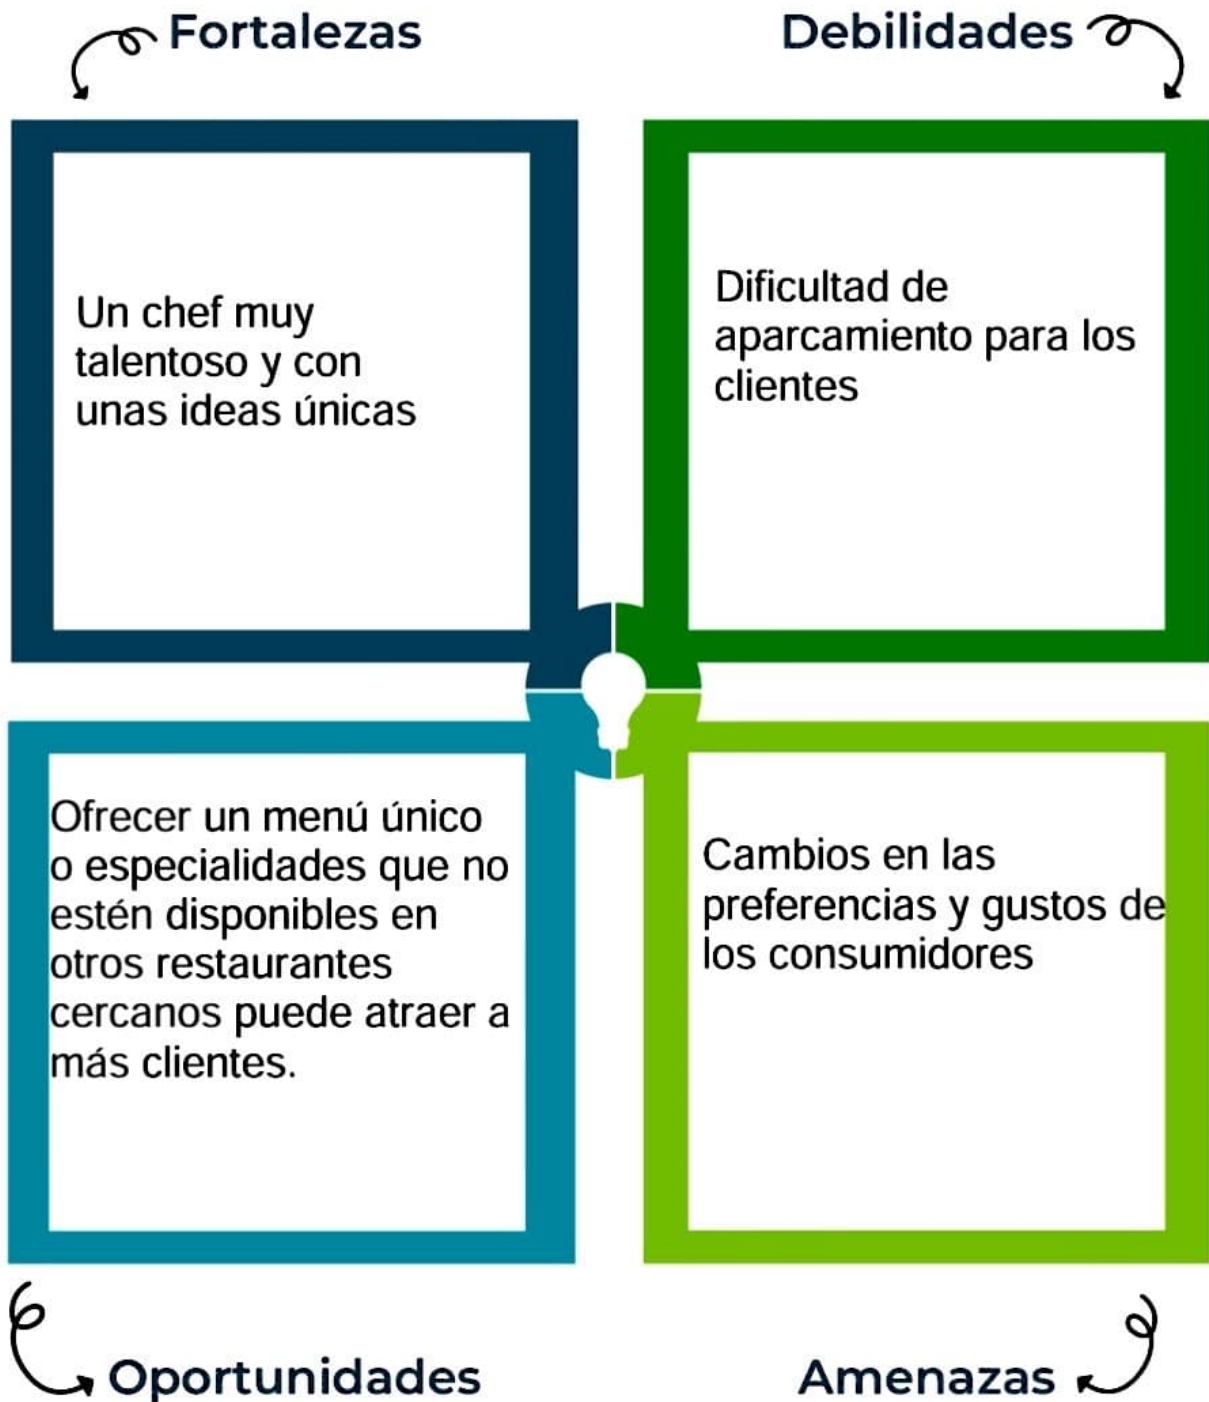 Fortalezas
Debilidades
Un chef muy
talentoso y con
unas ideas únicas
Dificultad de
aparcamiento para los
clientes
Ofrecer un menú único
o especialidades que no
estén disponibles en
otros restaurantes
cercanos puede atraer a
más clientes.
Cambios en las
preferencias y gustos de
los consumidores
Oportunidades
Amenazas